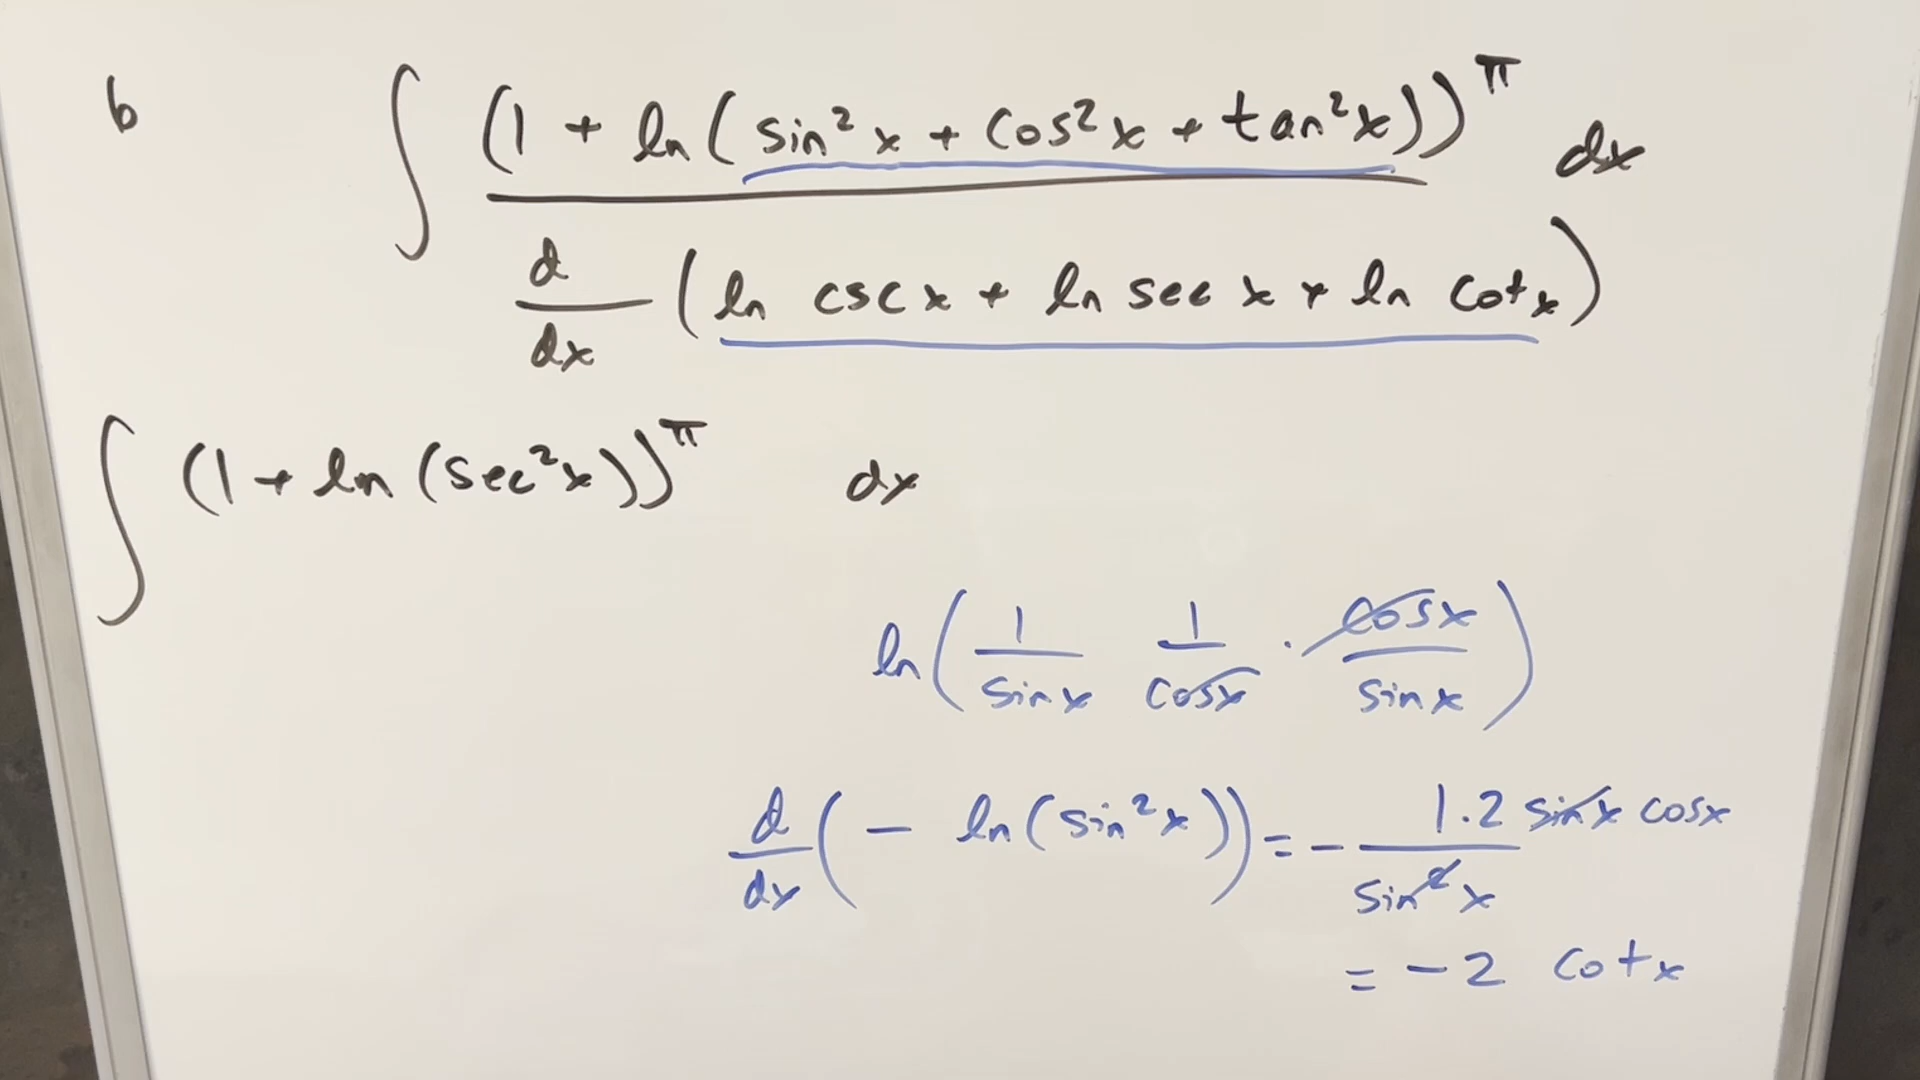 6 ∫ (1 + ln(sin²x + cos²x + tan²x))^π dx
d/dx (ln csc x + ln sec x + ln cot x)
∫ (1 + ln (sec²x))^π dx
ln( 1/sin x 1/cos x · cos x/sin x )
d/dx ( - ln(sin²x)) = - 1·2 sin x cos x / sin²x
= -2 cot x